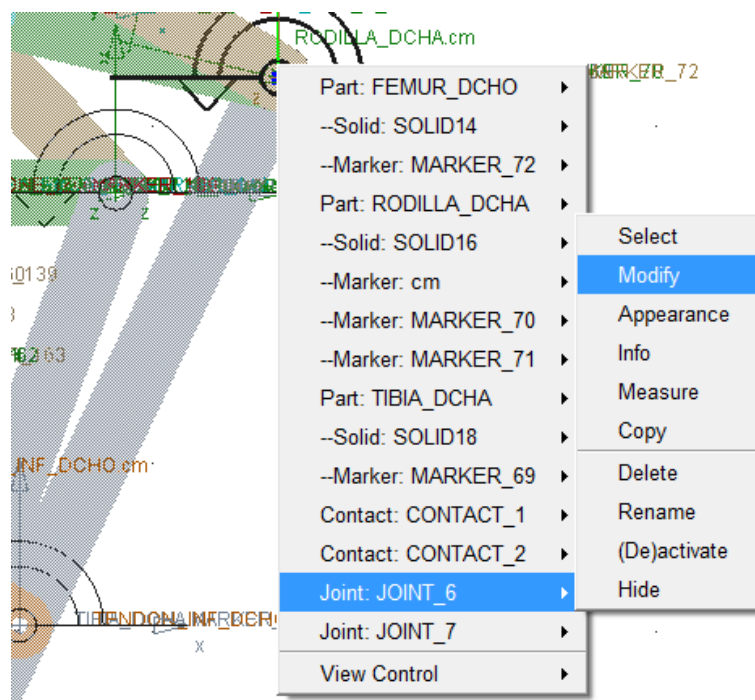 RODILLA_DCHA.cm
Part: FEMUR_DCHO
--Solid: SOLID14
--Marker: MARKER_72
Part: RODILLA_DCHA
--Solid: SOLID16
--Marker: cm
--Marker: MARKER_70
--Marker: MARKER_71
Part: TIBIA_DCHA
--Solid: SOLID18
--Marker: MARKER_69
Contact: CONTACT_1
Contact: CONTACT_2
Joint: JOINT_6
Joint: JOINT_7
View Control
Select
Modify
Appearance
Info
Measure
Copy
Delete
Rename
(De)activate
Hide
z
z
z
_INF_DCHO.cm
x